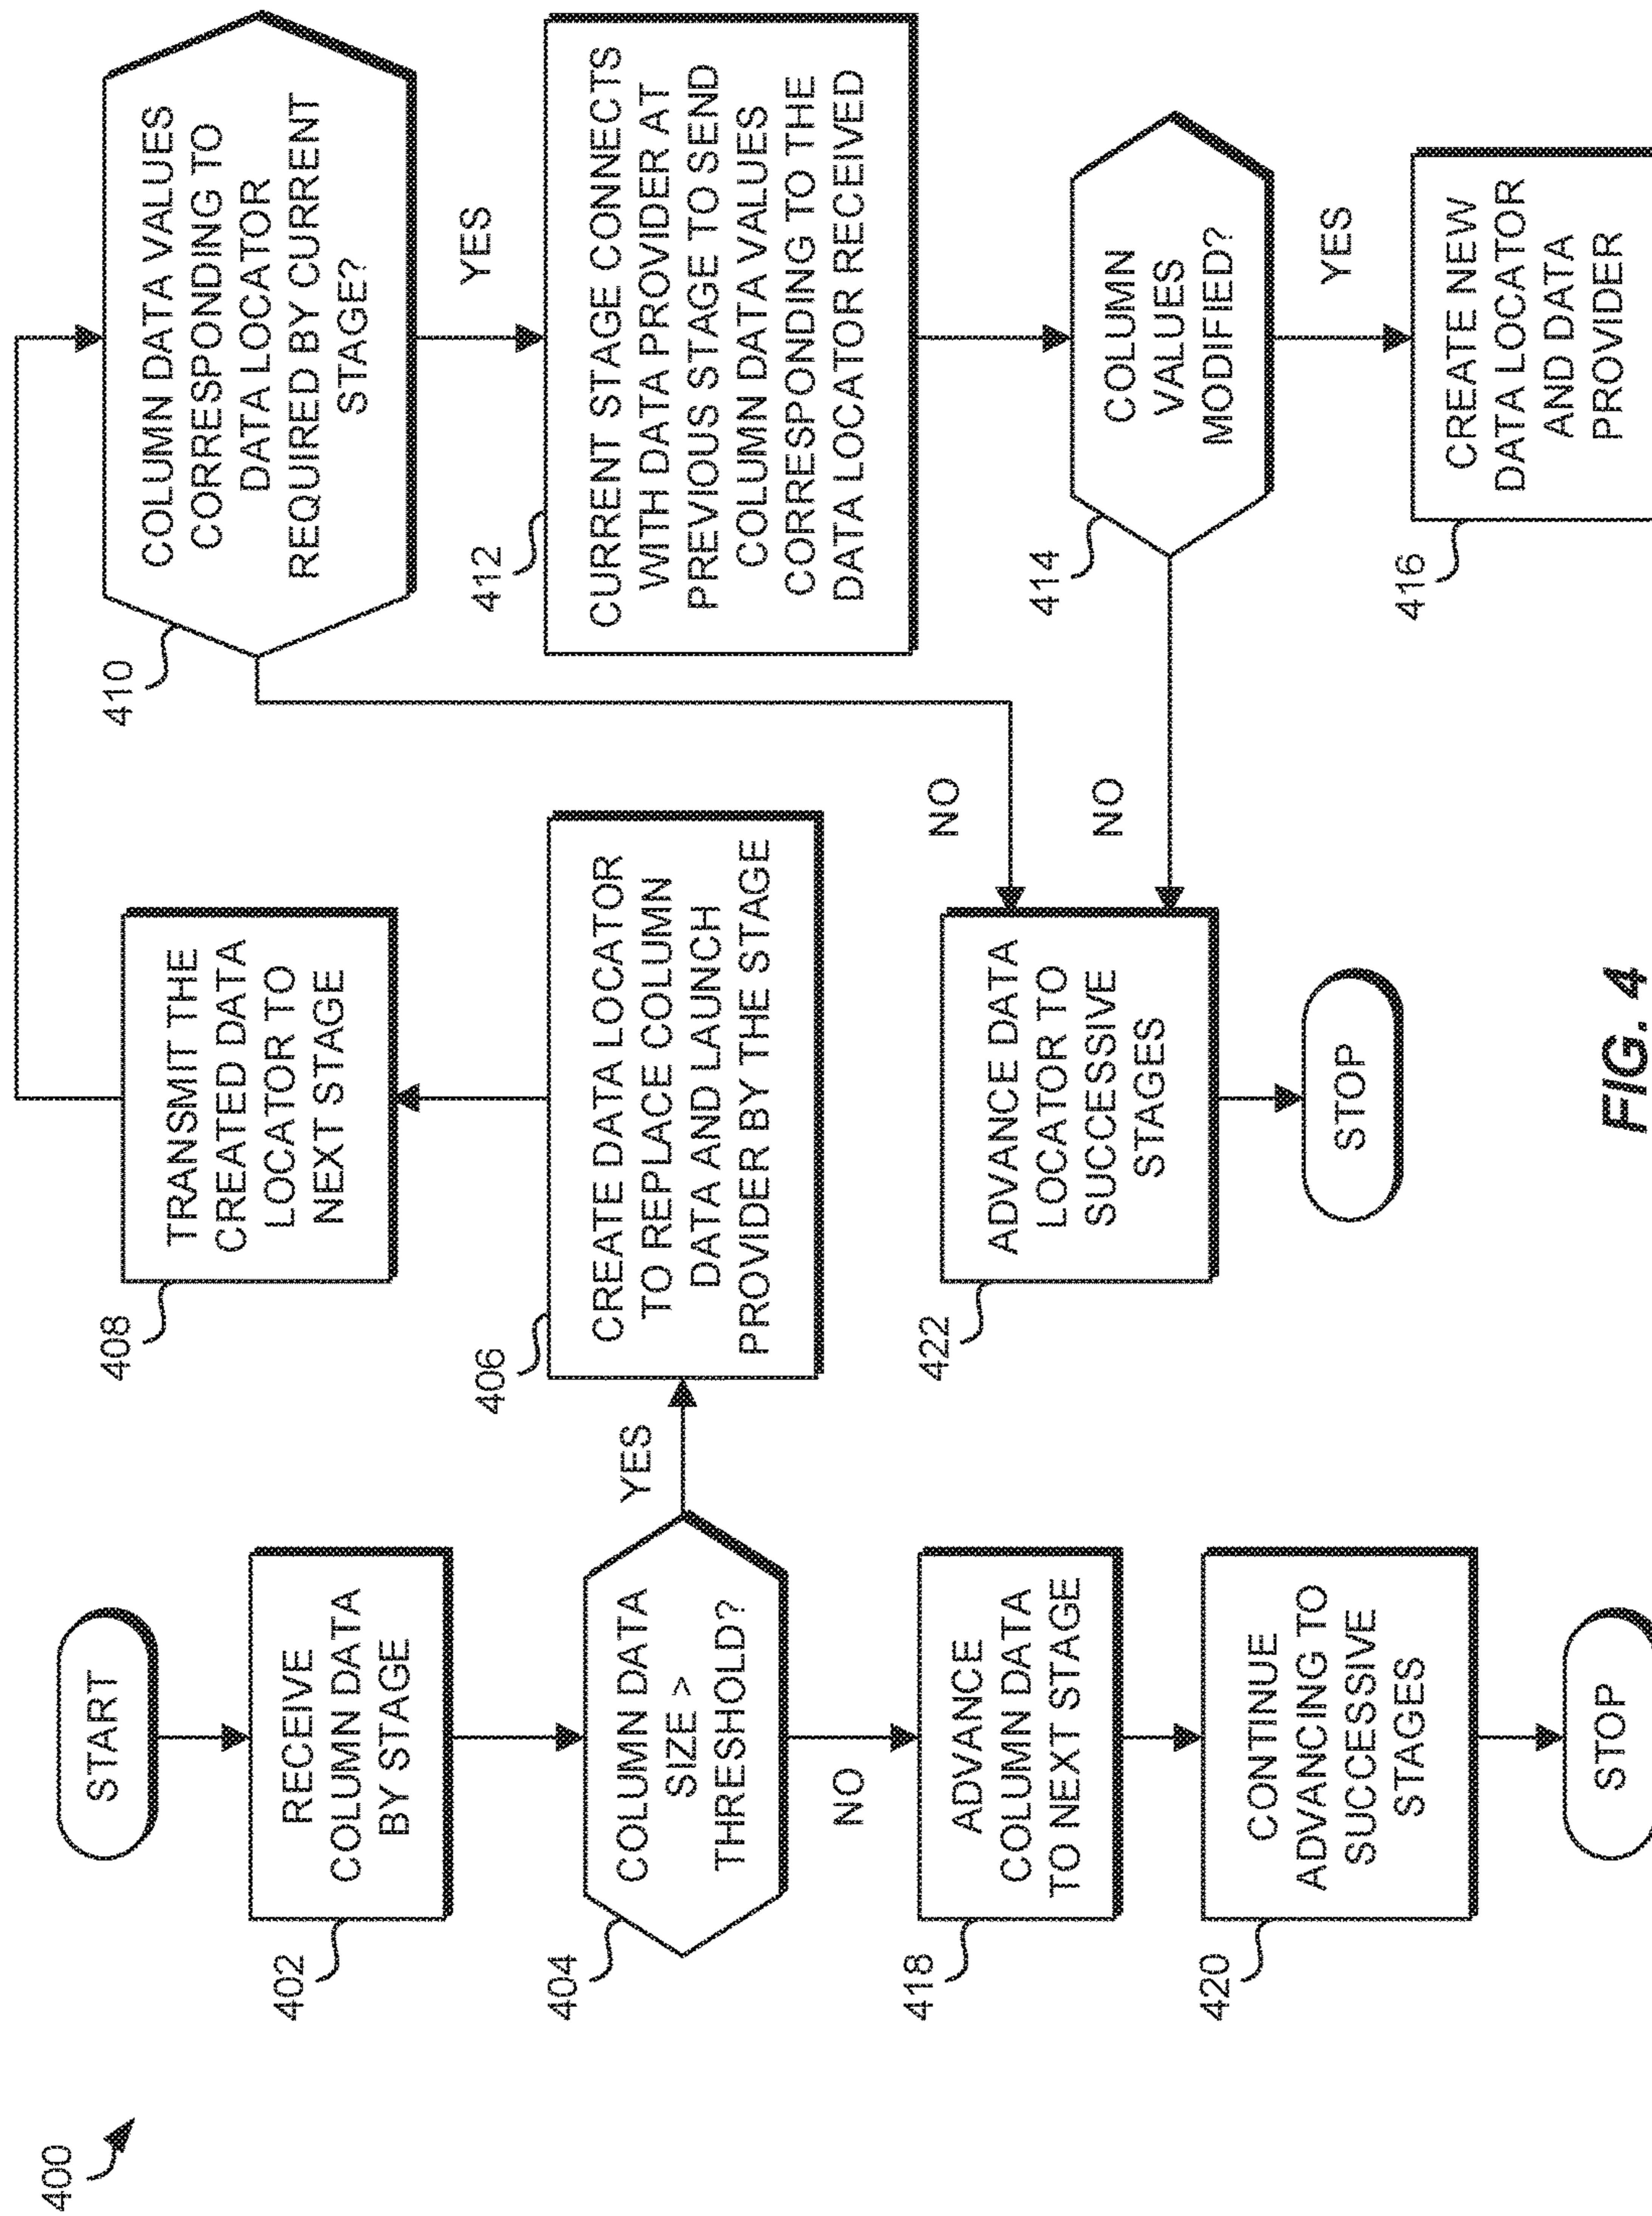 400
START
402
RECEIVE
COLUMN DATA
BY STAGE
404
COLUMN DATA
SIZE >
THRESHOLD?
YES
NO
418
ADVANCE
COLUMN DATA
TO NEXT STAGE
420
CONTINUE
ADVANCING TO
SUCCESSIVE
STAGES
STOP
408
TRANSMIT THE
CREATED DATA
LOCATOR TO
NEXT STAGE
406
CREATE DATA LOCATOR
TO REPLACE COLUMN
DATA AND LAUNCH
PROVIDER BY THE STAGE
422
ADVANCE DATA
LOCATOR TO
SUCCESSIVE
STAGES
STOP
410
COLUMN DATA VALUES
CORRESPONDING TO
DATA LOCATOR
REQUIRED BY CURRENT
STAGE?
YES
NO
412
CURRENT STAGE CONNECTS
WITH DATA PROVIDER AT
PREVIOUS STAGE TO SEND
COLUMN DATA VALUES
CORRESPONDING TO THE
DATA LOCATOR RECEIVED
414
COLUMN
VALUES
MODIFIED?
NO
YES
416
CREATE NEW
DATA LOCATOR
AND DATA
PROVIDER
FIG. 4